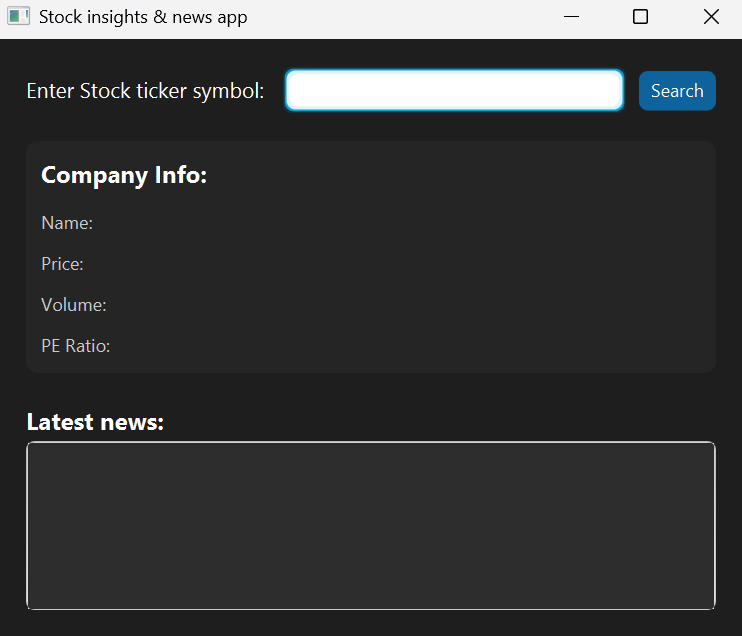 Stock insights & news app
Enter Stock ticker symbol: Search
Company Info:
Name:
Price:
Volume:
PE Ratio:
Latest news: